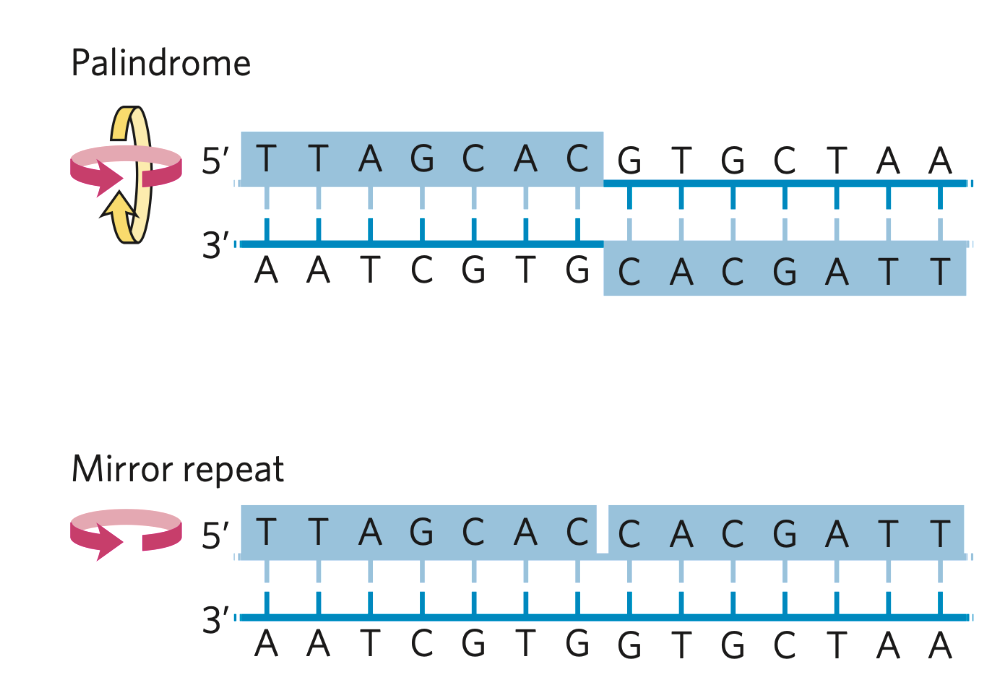 Palindrome
5′ T T A G C A C G T G C T A A
3′ A A T C G T G C A C G A T T
Mirror repeat
5′ T T A G C A C C A C G A T T
3′ A A T C G T G G T G C T A A